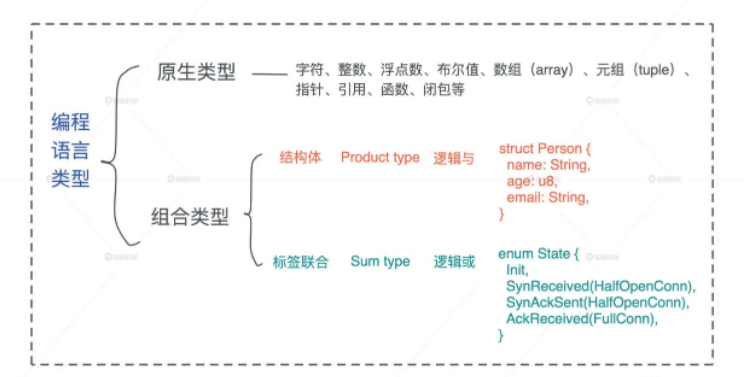 编程
语言
类型
原生类型
字符、整数、浮点数、布尔值、数组（array）、元组（tuple）、
指针、引用、函数、闭包等
组合类型
结构体 Product type 逻辑与
struct Person {
name: String,
age: u8,
email: String,
}
标签联合 Sum type 逻辑或
enum State {
Init,
SynReceived(HalfOpenConn),
SynAckSent(HalfOpenConn),
AckReceived(FullConn),
}